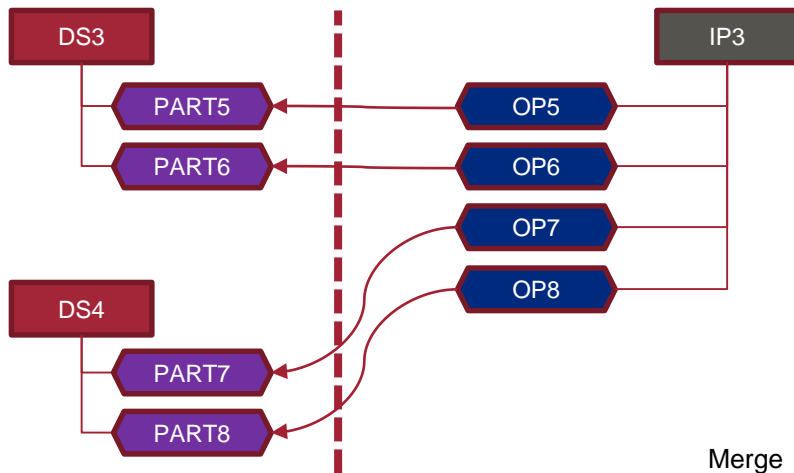 DS3
IP3
PART5
OP5
PART6
OP6
OP7
OP8
DS4
PART7
PART8
Merge